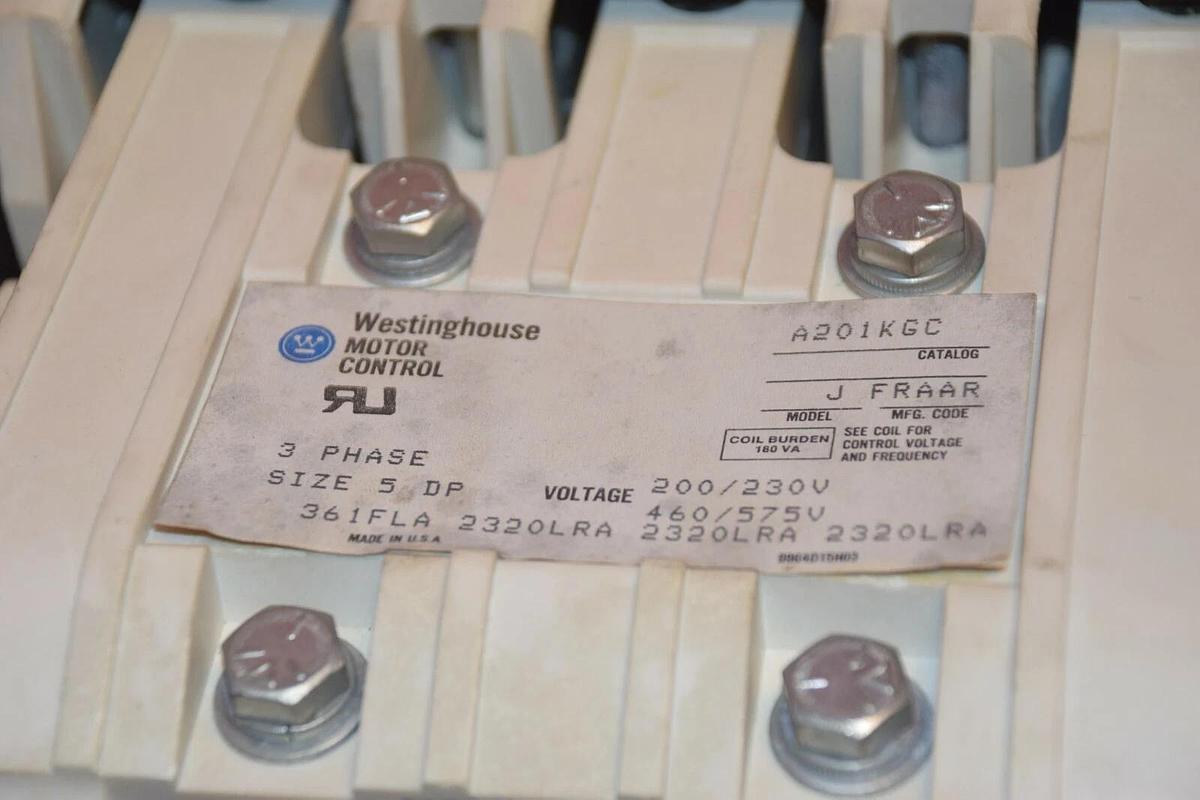 Westinghouse
MOTOR
CONTROL
A201KGC
CATALOG
J FRAAR
MODEL MFG. CODE
COIL BURDEN
180 VA
SEE COIL FOR
CONTROL VOLTAGE
AND FREQUENCY
3 PHASE
SIZE 5 DP
VOLTAGE 200/230V
460/575V
361FLA 2320LRA 2320LRA 2320LRA
MADE IN U.S.A